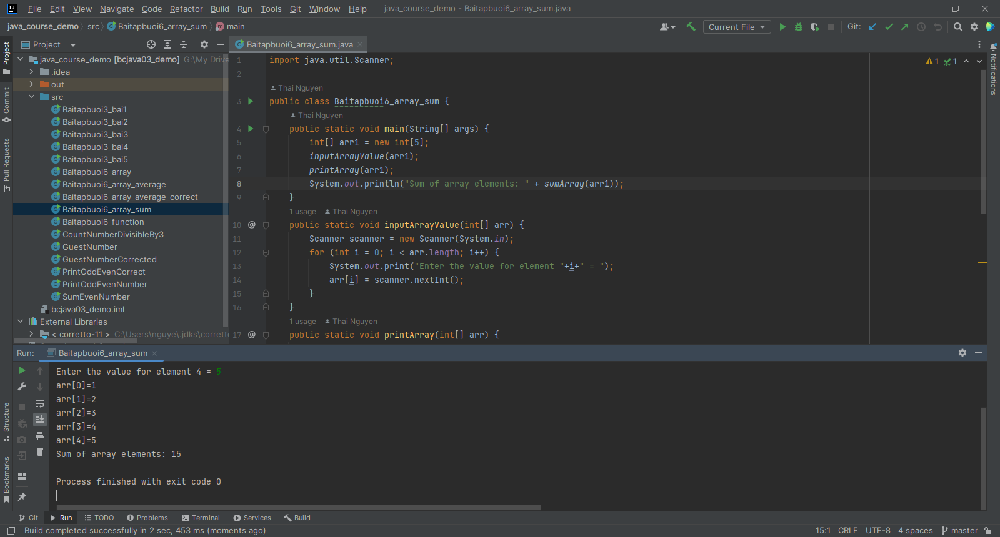 File Edit View Navigate Code Refactor Build Run Tools Git Window Help java_course_demo - Baitapbuoi6_array_sum.java
java_course_demo src Baitapbuoi6_array_sum main Current File Git:
Project
Baitapbuoi6_array_sum.java
java_course_demo [bcjava03_demo] G:\My Drive
.idea
out
src
Baitapbuoi3_bai1
Baitapbuoi3_bai2
Baitapbuoi3_bai3
Baitapbuoi3_bai4
Baitapbuoi3_bai5
Baitapbuoi6_array
Baitapbuoi6_array_average
Baitapbuoi6_array_average_correct
Baitapbuoi6_array_sum
Baitapbuoi6_function
CountNumberDivisibleBy3
GuestNumber
GuestNumberCorrected
PrintOddEvenCorrect
PrintOddEvenNumber
SumEvenNumber
bcjava03_demo.iml
External Libraries
< corretto-11 > C:\Users\nguye\.jdks\corretto
Project
Commit
Pull Requests
Structure
Bookmarks
Notifications
1 1
1 import java.util.Scanner;
2
Thai Nguyen
3 public class Baitapbuoi6_array_sum {
Thai Nguyen
4 public static void main(String[] args) {
5 int[] arr1 = new int[5];
6 inputArrayValue(arr1);
7 printArray(arr1);
8 System.out.println("Sum of array elements: " + sumArray(arr1));
9 }
1 usage Thai Nguyen
10 @ public static void inputArrayValue(int[] arr) {
11 Scanner scanner = new Scanner(System.in);
12 for (int i = 0; i < arr.length; i++) {
13 System.out.print("Enter the value for element "+i+" = ");
14 arr[i] = scanner.nextInt();
15 }
16 }
1 usage Thai Nguyen
17 @ public static void printArray(int[] arr) {
Run: Baitapbuoi6_array_sum
Enter the value for element 4 = 5
arr[0]=1
arr[1]=2
arr[2]=3
arr[3]=4
arr[4]=5
Sum of array elements: 15
Process finished with exit code 0
Git Run TODO Problems Terminal Services Build
Build completed successfully in 2 sec, 453 ms (moments ago) 15:1 CRLF UTF-8 4 spaces master